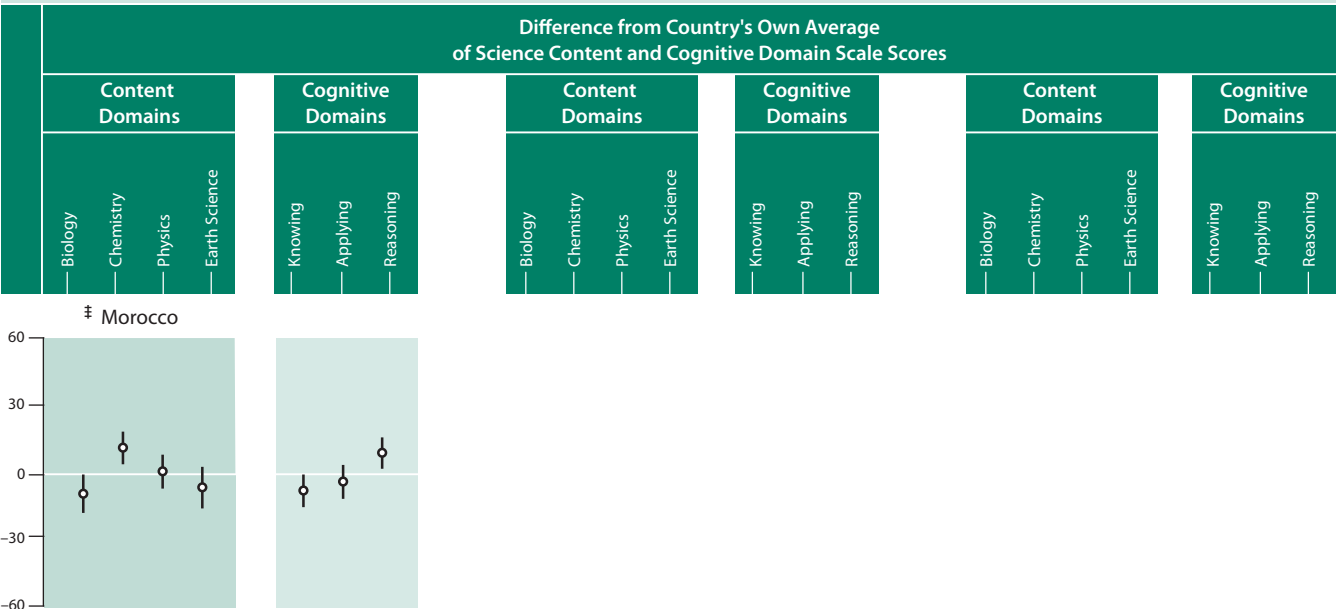 Difference from Country's Own Average
of Science Content and Cognitive Domain Scale Scores
Content
Domains
Cognitive
Domains
Content
Domains
Cognitive
Domains
Content
Domains
Cognitive
Domains
Biology
Chemistry
Physics
Earth Science
Knowing
Applying
Reasoning
Biology
Chemistry
Physics
Earth Science
Knowing
Applying
Reasoning
Biology
Chemistry
Physics
Earth Science
Knowing
Applying
Reasoning
‡ Morocco
60
30
0
–30
–60